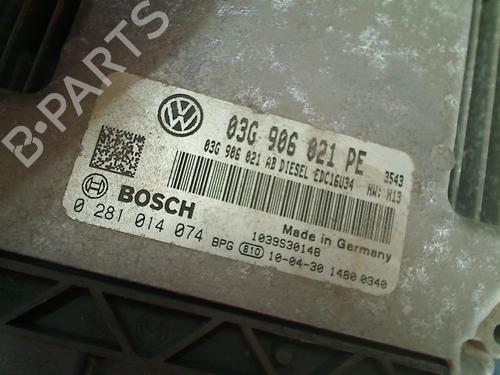 B-PARTS
03G 906 021 PE
03G 906 021 AB DIESEL EDC16U34 3543
HW: H13
BOSCH
0 281 014 074
Made in Germany
1039S30148
BPG 810 10-04-30 1480 0340